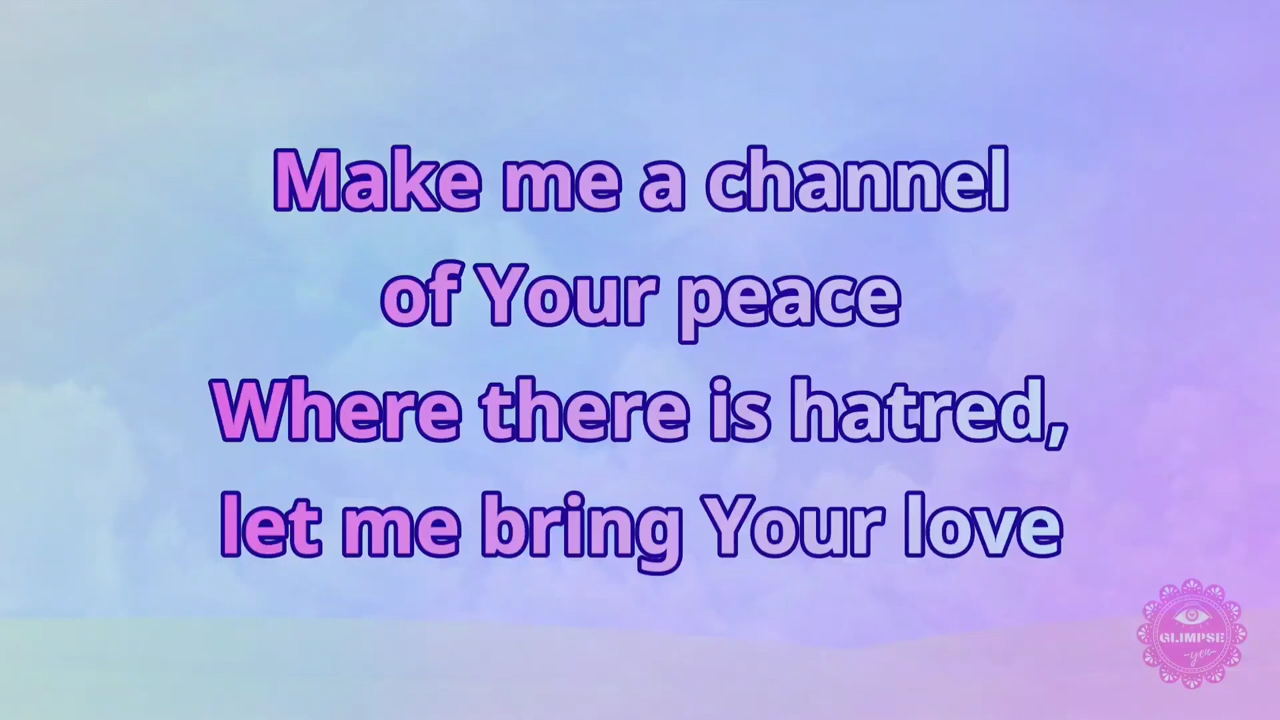 Make me a channel
of Your peace
Where there is hatred,
let me bring Your love
GLIMPSE
~you~